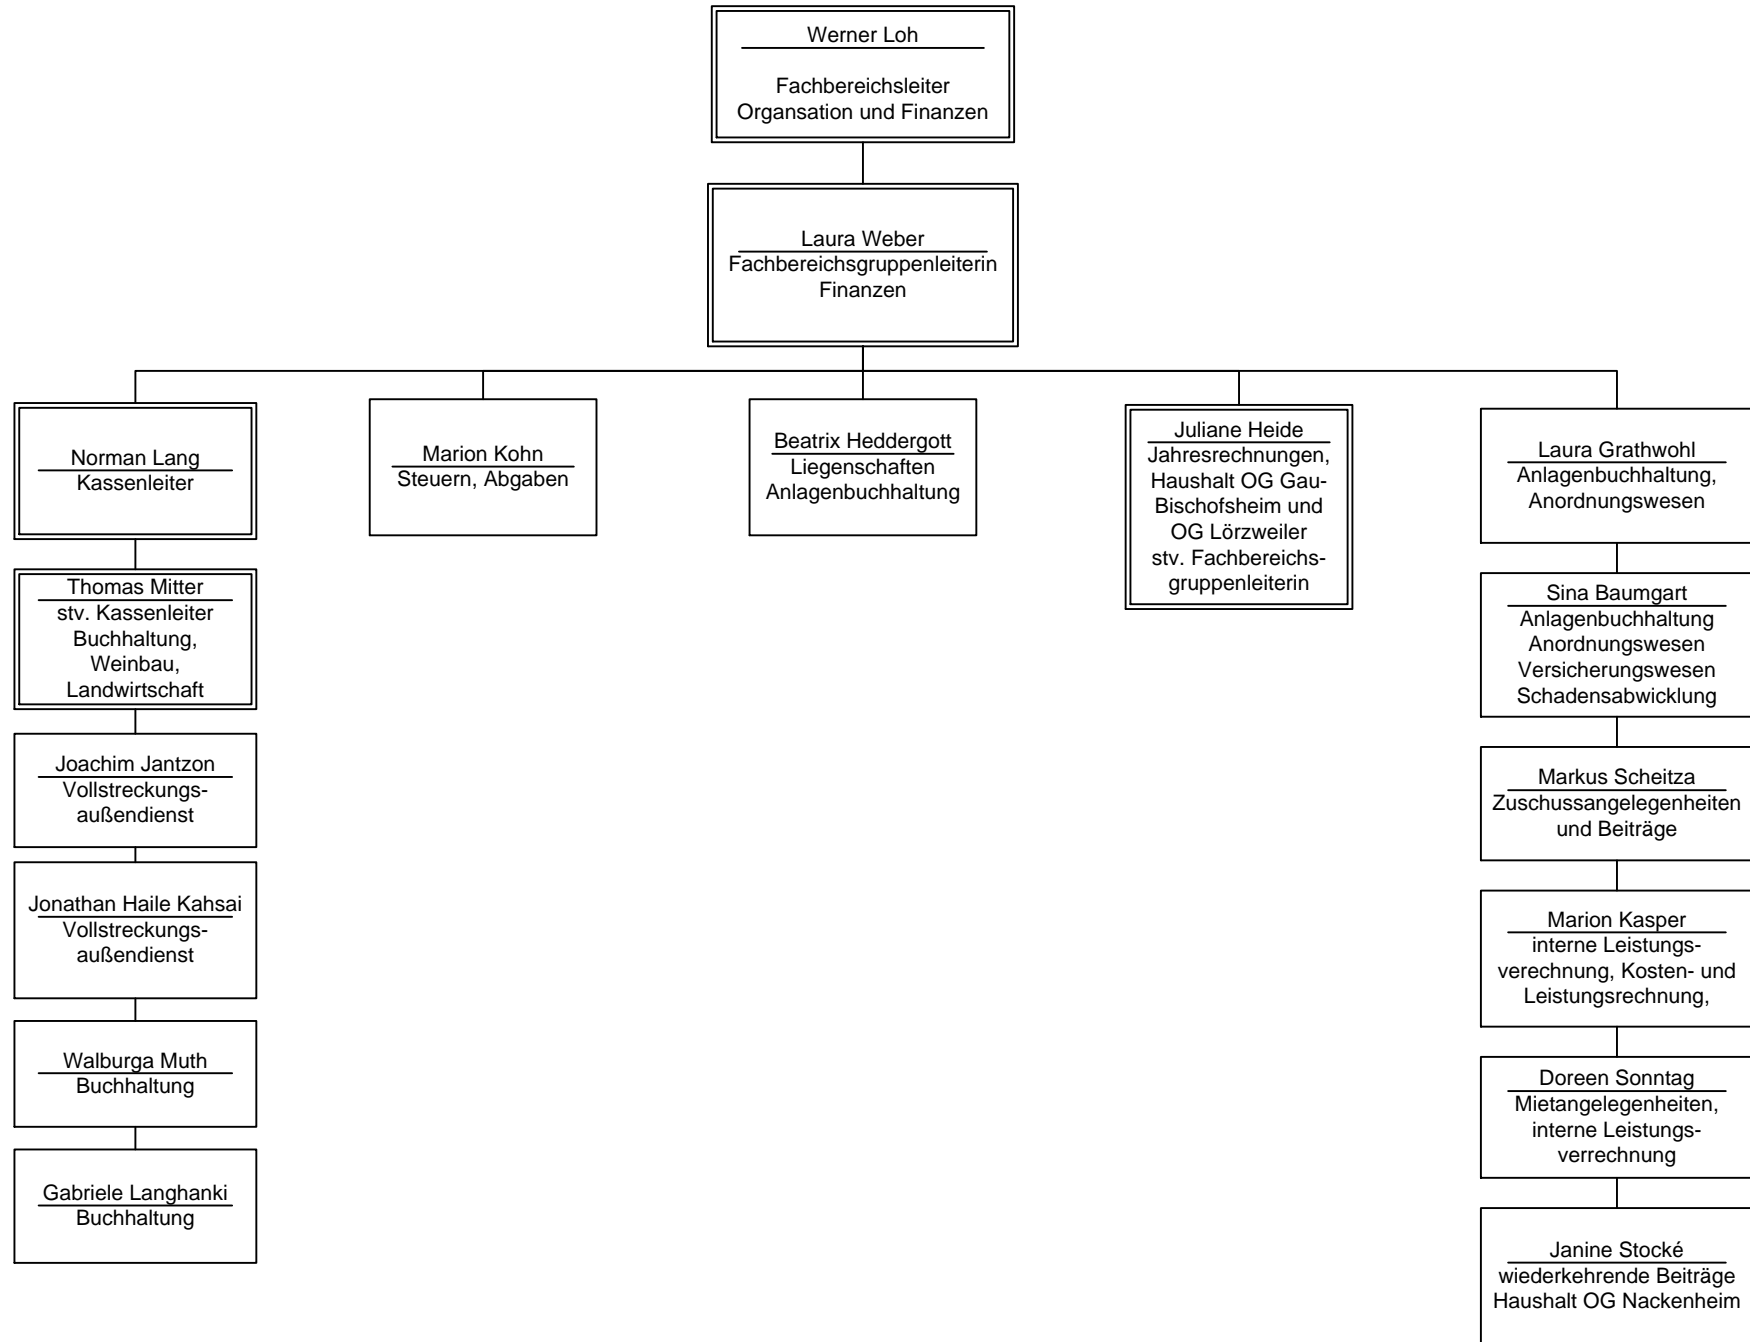 Werner Loh
Fachbereichsleiter
Organsation und Finanzen
Laura Weber
Fachbereichsgruppenleiterin
Finanzen
Norman Lang
Kassenleiter
Thomas Mitter
stv. Kassenleiter
Buchhaltung,
Weinbau,
Landwirtschaft
Joachim Jantzon
Vollstreckungs-
außendienst
Jonathan Haile Kahsai
Vollstreckungs-
außendienst
Walburga Muth
Buchhaltung
Gabriele Langhanki
Buchhaltung
Marion Kohn
Steuern, Abgaben
Beatrix Heddergott
Liegenschaften
Anlagenbuchhaltung
Juliane Heide
Jahresrechnungen,
Haushalt OG Gau-
Bischofsheim und
OG Lörzweiler
stv. Fachbereichs-
gruppenleiterin
Laura Grathwohl
Anlagenbuchhaltung,
Anordnungswesen
Sina Baumgart
Anlagenbuchhaltung
Anordnungswesen
Versicherungswesen
Schadensabwicklung
Markus Scheitza
Zuschussangelegenheiten
und Beiträge
Marion Kasper
interne Leistungs-
verechnung, Kosten- und
Leistungsrechnung,
Doreen Sonntag
Mietangelegenheiten,
interne Leistungs-
verrechnung
Janine Stocké
wiederkehrende Beiträge
Haushalt OG Nackenheim